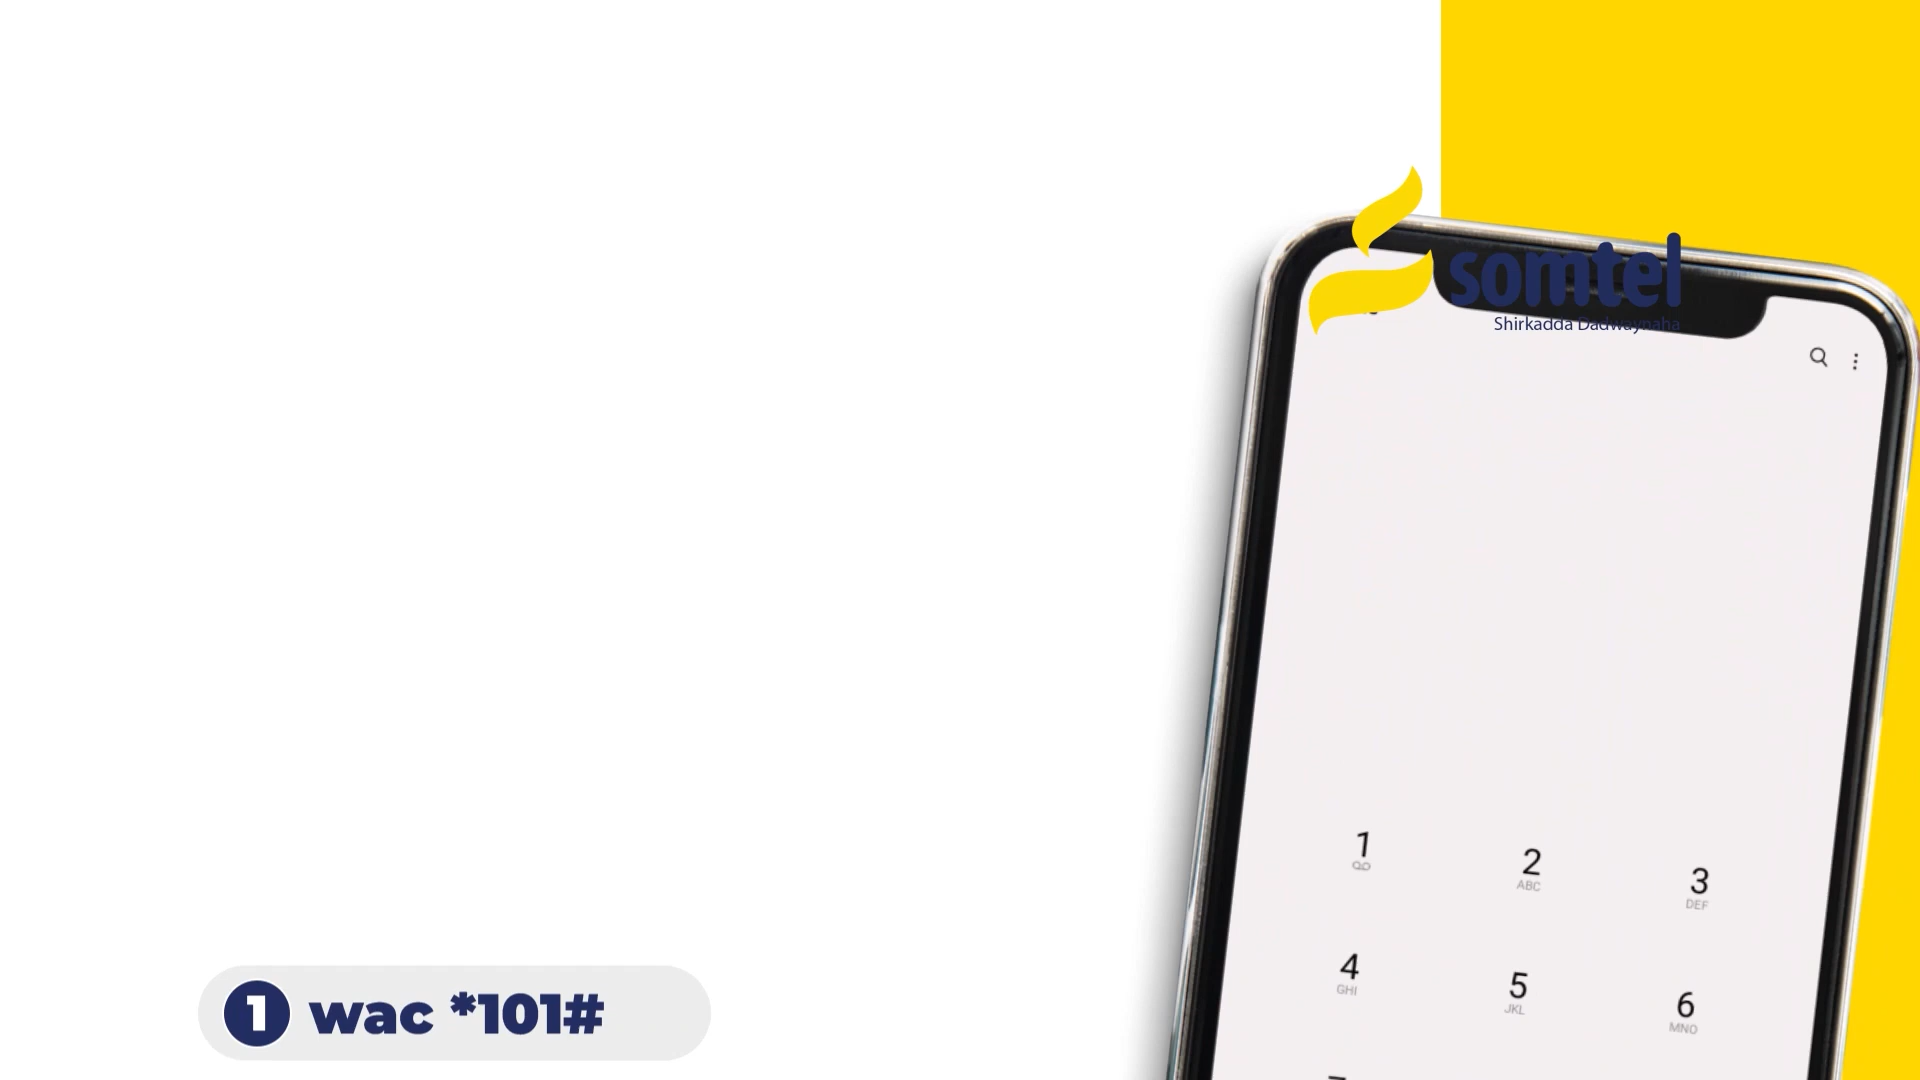 somtel
Shirkadda Dadwaynaha
1
2
ABC
3
DEF
4
GHI
5
JKL
6
MNO
1 wac *101#